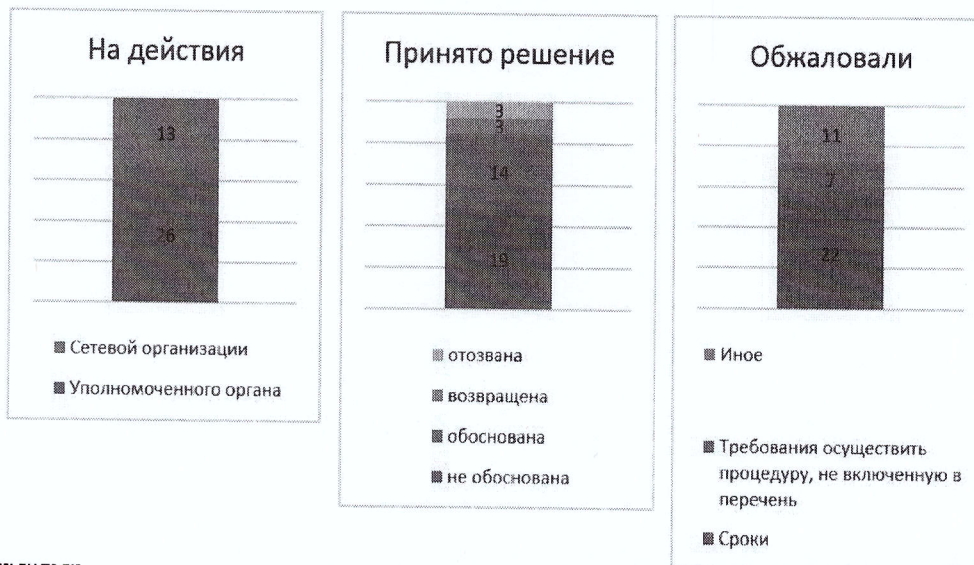 На действия
13
26
Сетевой организации
Уполномоченного органа
Принято решение
3
3
14
19
отозвана
возвращена
обоснована
не обоснована
Обжаловали
11
7
22
Иное
Требования осуществить
процедуру, не включенную в
перечень
Сроки